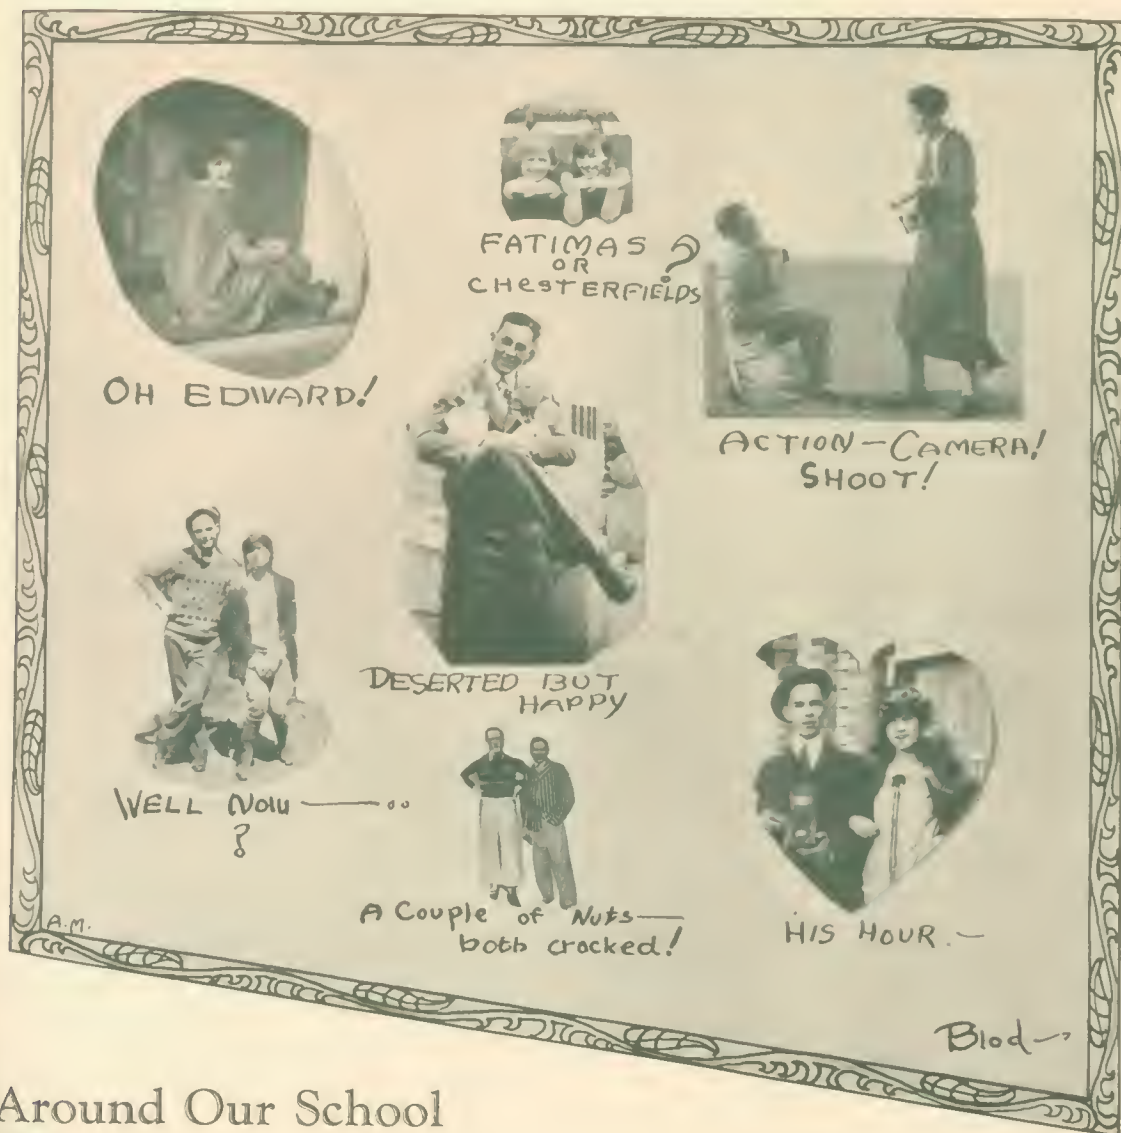 FATIMAS
OR
CHESTERFIELDS
?
OH EDWARD!
ACTION – CAMERA!
SHOOT!
DESERTED BUT
HAPPY
WELL NOW ——..
?
A Couple of Nuts—
both cracked!
HIS HOUR.—
A.M.
Blod—
Around Our School